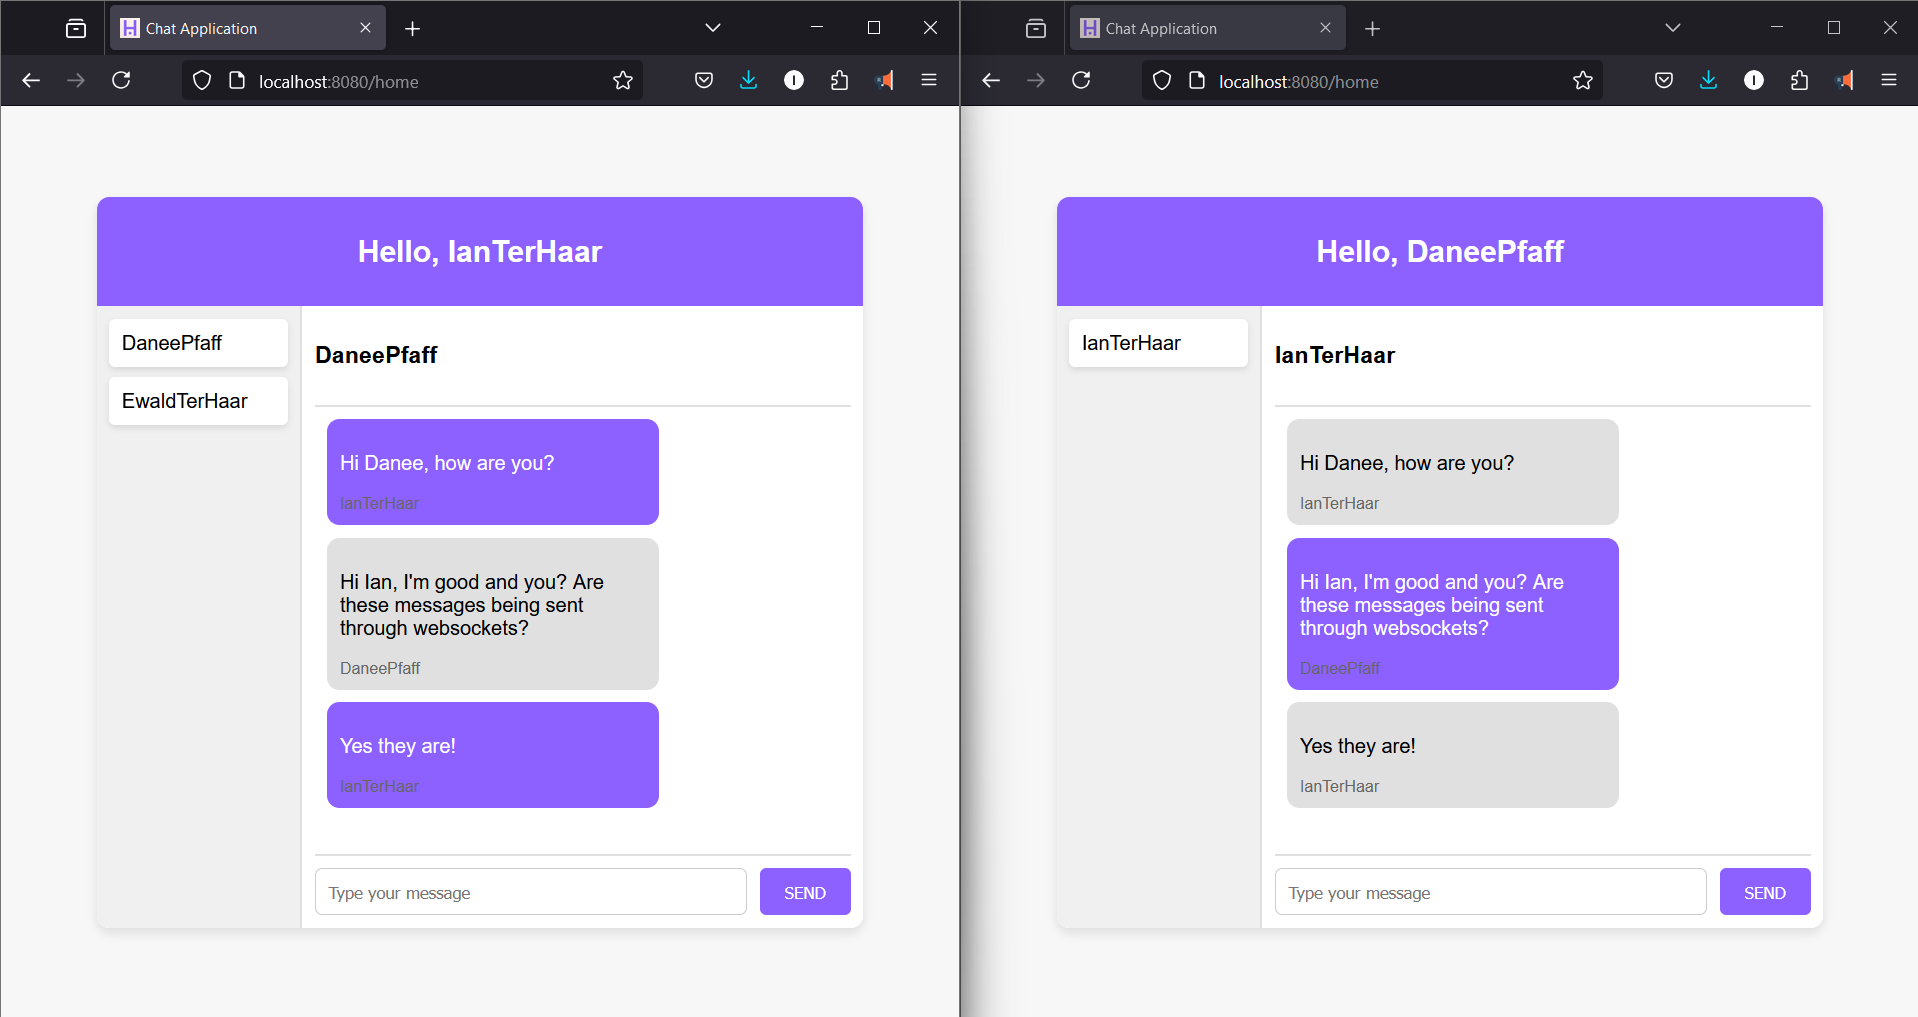 Chat Application
localhost:8080/home
Hello, IanTerHaar
DaneePfaff
EwaldTerHaar
DaneePfaff
Hi Danee, how are you?
IanTerHaar
Hi Ian, I'm good and you? Are
these messages being sent
through websockets?
DaneePfaff
Yes they are!
IanTerHaar
Type your message
SEND
Chat Application
localhost:8080/home
Hello, DaneePfaff
IanTerHaar
IanTerHaar
Hi Danee, how are you?
IanTerHaar
Hi Ian, I'm good and you? Are
these messages being sent
through websockets?
DaneePfaff
Yes they are!
IanTerHaar
Type your message
SEND